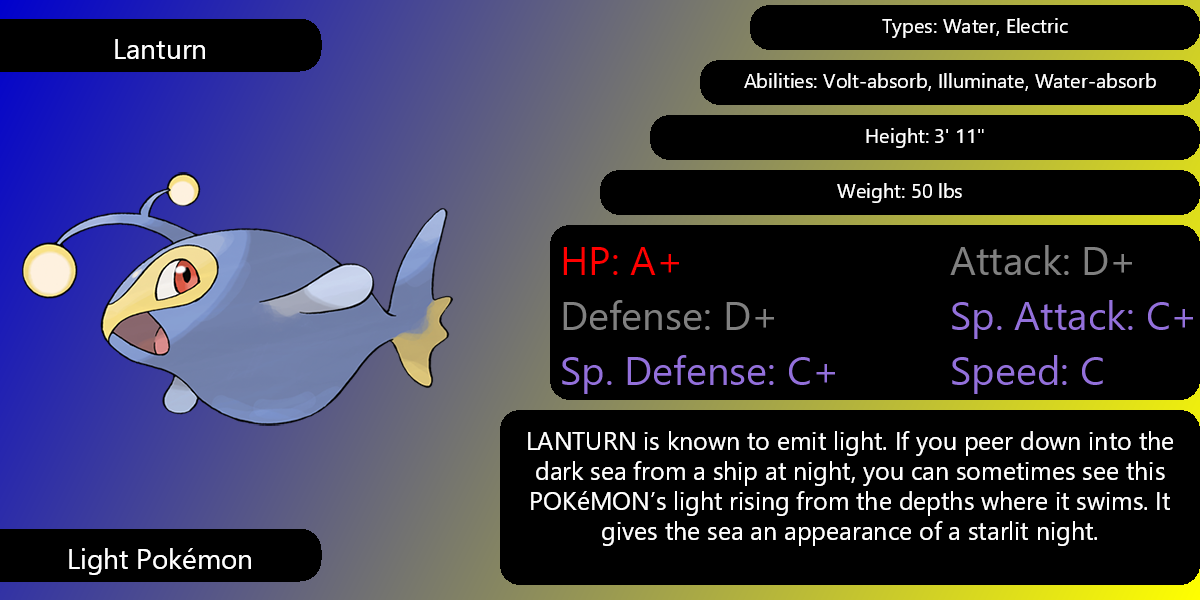 Lanturn
Types: Water, Electric
Abilities: Volt-absorb, Illuminate, Water-absorb
Height: 3' 11"
Weight: 50 lbs
HP: A+
Attack: D+
Defense: D+
Sp. Attack: C+
Sp. Defense: C+
Speed: C
LANTURN is known to emit light. If you peer down into the
dark sea from a ship at night, you can sometimes see this
POKéMON’s light rising from the depths where it swims. It
gives the sea an appearance of a starlit night.
Light Pokémon